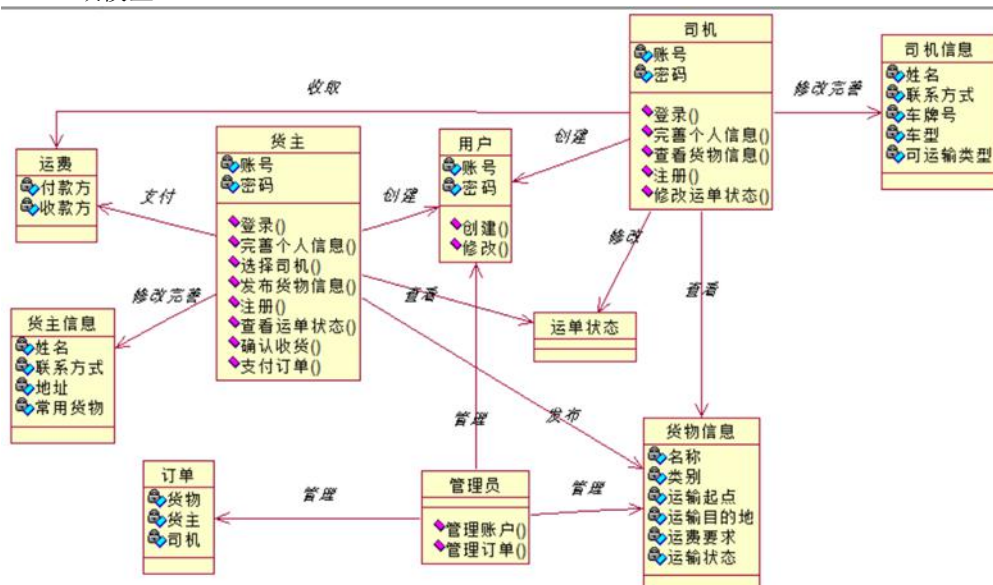 司机
账号
密码
登录()
完善个人信息()
查看货物信息()
注册()
修改运单状态()
司机信息
姓名
联系方式
车牌号
车型
可运输类型
收取
修改完善
货主
账号
密码
登录()
完善个人信息()
选择司机()
发布货物信息()
注册()
查看运单状态()
确认收货()
支付订单()
用户
账号
密码
创建()
修改()
创建
创建
运费
付款方
收款方
支付
修改完善
修改
查看
查看
货主信息
姓名
联系方式
地址
常用货物
运单状态
发布
管理
货物信息
名称
类别
运输起点
运输目的地
运费要求
运输状态
订单
货物
货主
司机
管理
管理员
管理账户()
管理订单()
管理